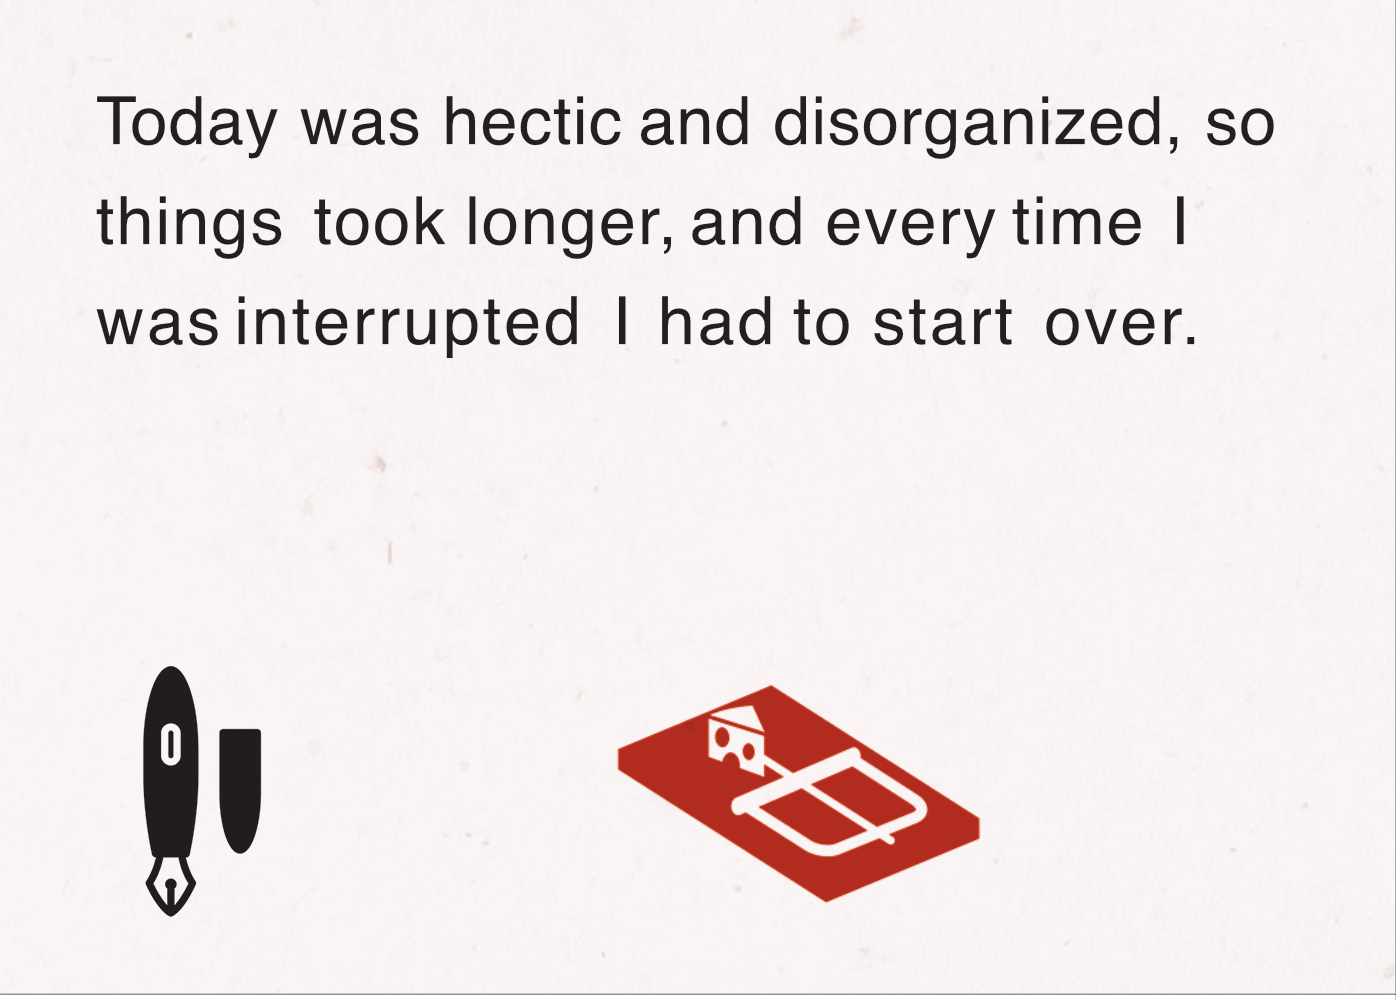 Today was hectic and disorganized, so
things took longer, and every time I
was interrupted I had to start over.